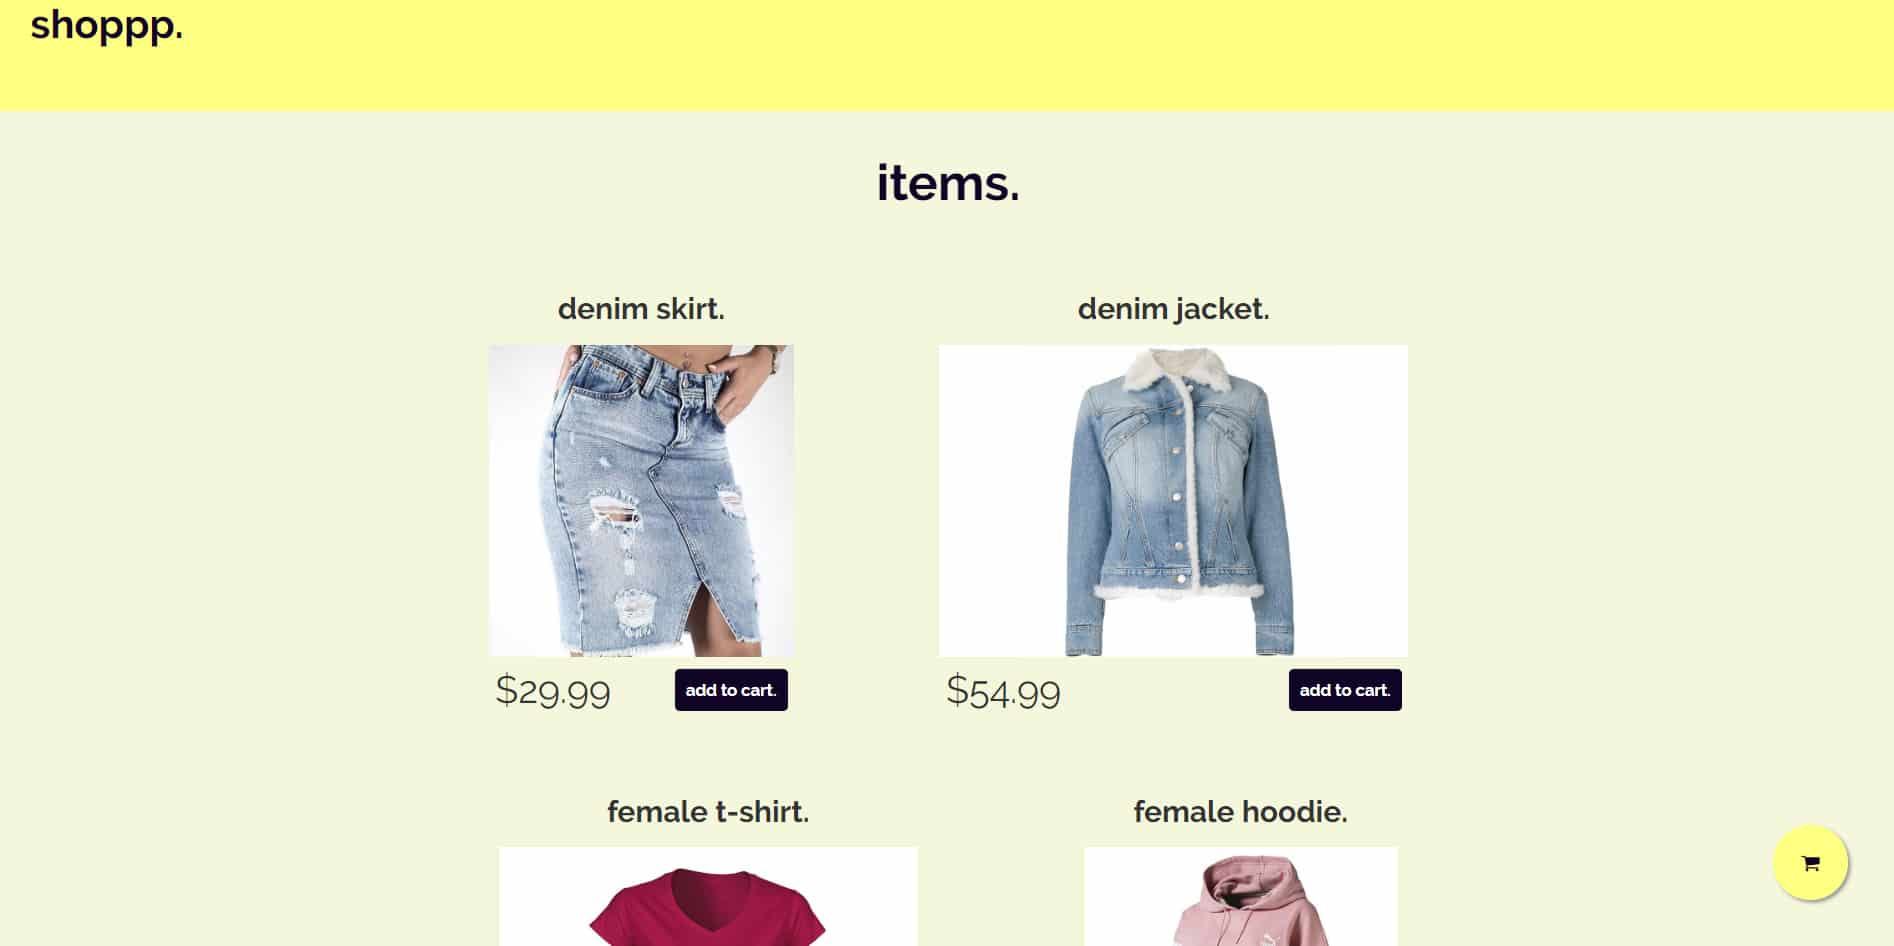 shoppp.
items.
denim skirt.
denim jacket.
$29.99
add to cart.
$54.99
add to cart.
female t-shirt.
female hoodie.